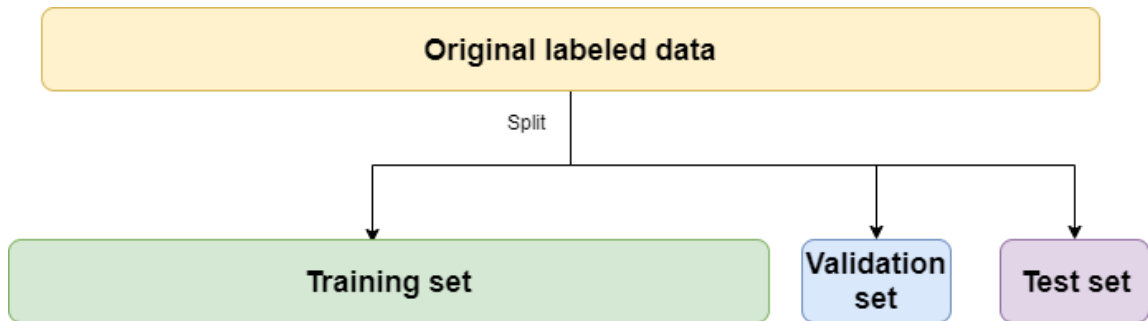 Original labeled data
Split
Training set
Validation
set
Test set